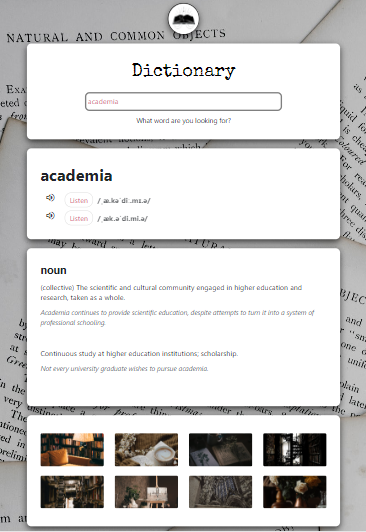 NATURAL AND COMMON OBJECTS
Dictionary
academia
What word are you looking for?
academia
Listen /ˌæ.kəˈdiː.mɪ.ə/
Listen /ˌæk.əˈdi.mi.ə/
noun
(collective) The scientific and cultural community engaged in higher education and
research, taken as a whole.
Academia continues to provide scientific education, despite attempts to turn it into a system of
professional schooling.
Continuous study at higher education institutions; scholarship.
Not every university graduate wishes to pursue academia.